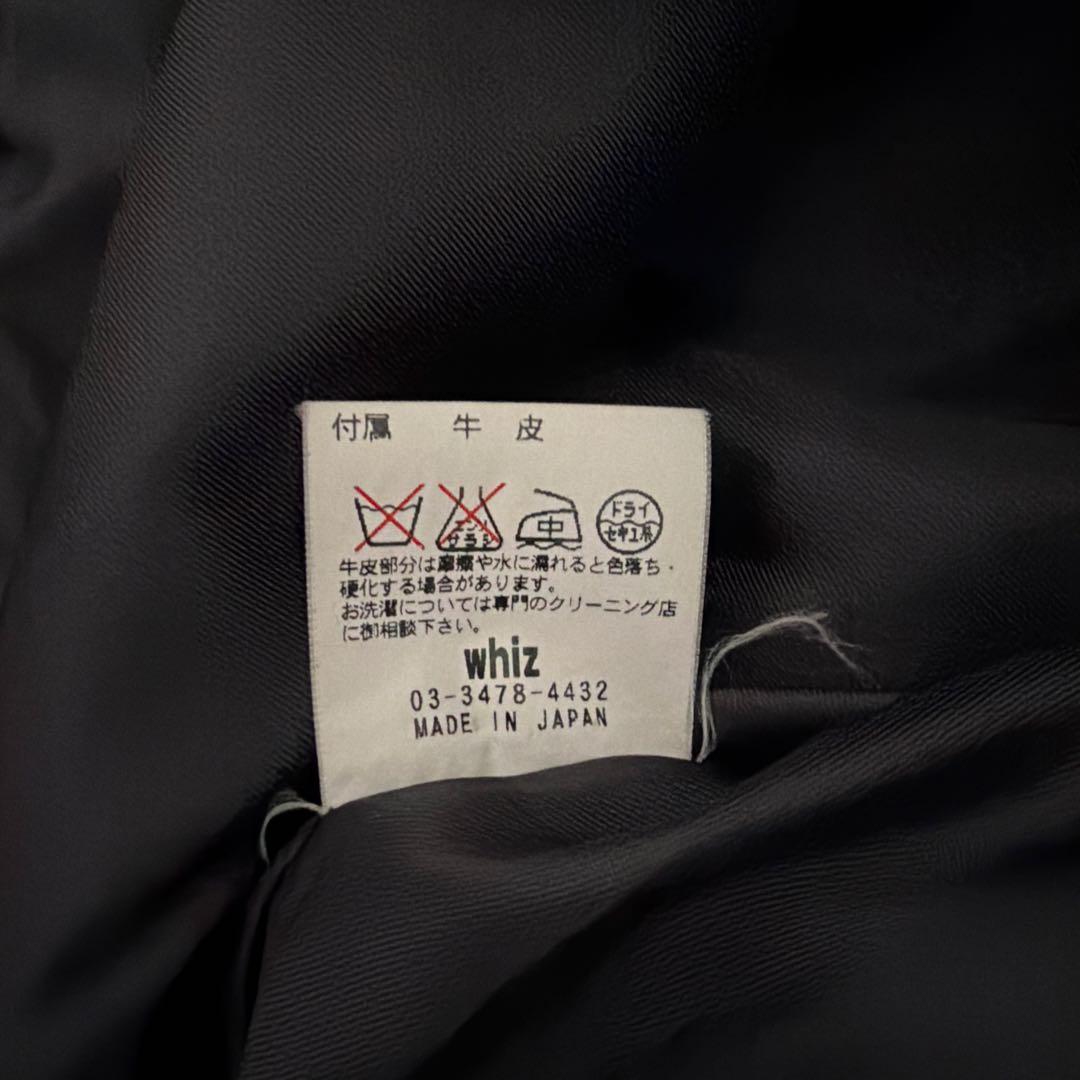 付属 牛皮
エンソ
サラシ
中
ドライ
セキユ系
牛皮部分は摩擦や水に濡れると色落ち・
硬化する場合があります。
お洗濯については専門のクリーニング店
に御相談下さい。
whiz
03-3478-4432
MADE IN JAPAN